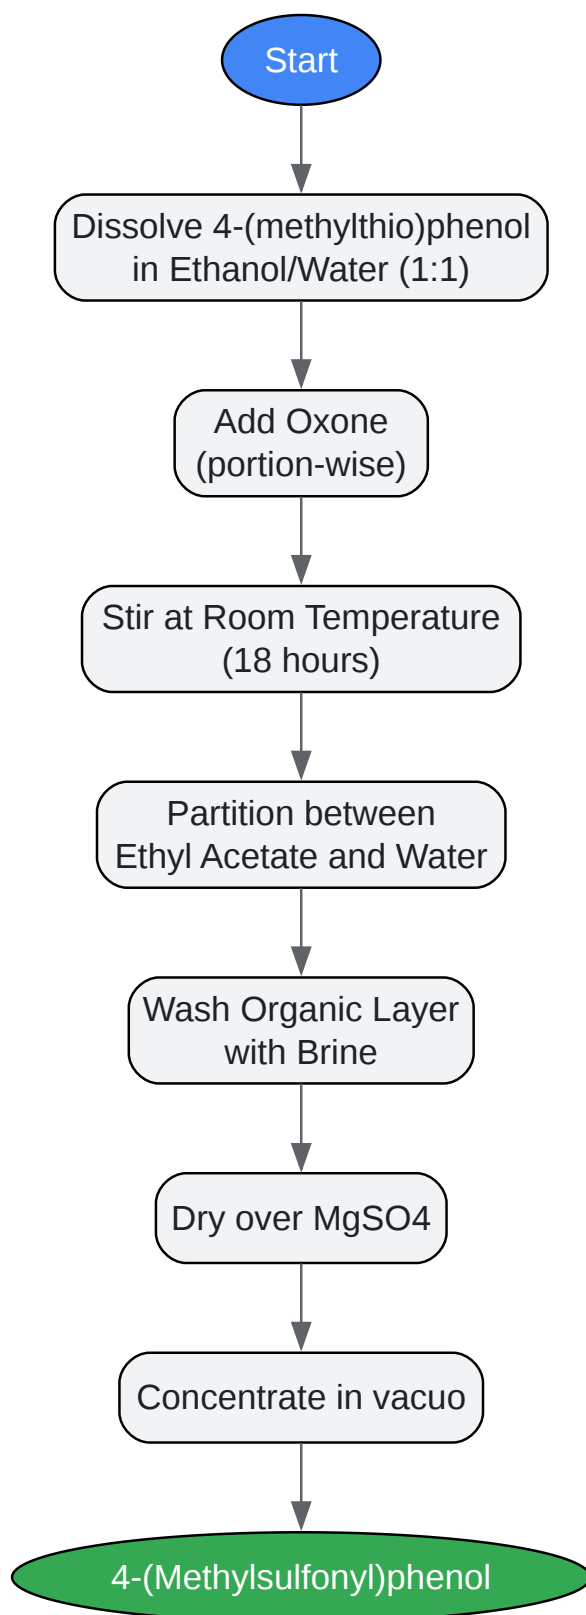 Start
Dissolve 4-(methylthio)phenol
in Ethanol/Water (1:1)
Add Oxone
(portion-wise)
Stir at Room Temperature
(18 hours)
Partition between
Ethyl Acetate and Water
Wash Organic Layer
with Brine
Dry over MgSO4
Concentrate in vacuo
4-(Methylsulfonyl)phenol